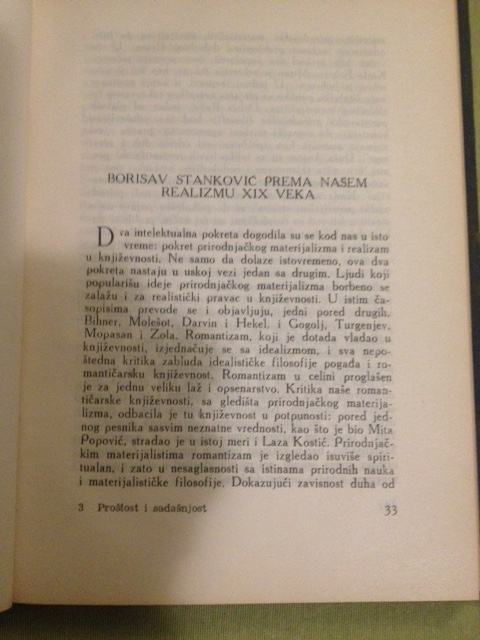 BORISAV STANKOVIĆ PREMA NAŠEM
REALIZMU XIX VEKA
Dva intelektualna pokreta dogodila su se kod nas u isto
vreme: pokret prirodnjačkog materijalizma i realizam
u književnosti. Ne samo da dolaze istovremeno, ova dva
pokreta nastaju u uskoj vezi jedan sa drugim. Ljudi koji
popularišu ideje prirodnjačkog materijalizma borbeno se
zalažu i za realistički pravac u književnosti. U istim ča-
sopisima prevode se i objavljuju, jedni pored drugih,
Bihner, Molešot, Darvin i Hekel, i Gogolj, Turgenjev,
Mopasan i Zola. Romantizam, koji je dotada vladao u
književnosti, izjednačuje se sa idealizmom, i sva nepo-
štedna kritika zabluda idealističke filosofije pogađa i ro-
mantičarsku književnost. Romantizam u celini proglašen
je za jednu veliku laž i opsenarstvo. Kritika naše roman-
tičarske književnosti, sa gledišta prirodnjačkog materija-
lizma, odbacila je tu književnost u potpunosti: pored jed-
nog pesnika sasvim neznatne vrednosti, kao što je bio Mita
Popović, stradao je u istoj meri i Laza Kostić. Prirodnjač-
kim materijalistima romantizam je izgledao isuviše spiri-
tualan, i zato u nesaglasnosti sa istinama prirodnih nauka
i materijalističke filosofije. Dokazujući zavisnost duha od
3 Prošlost i sadašnjost 33